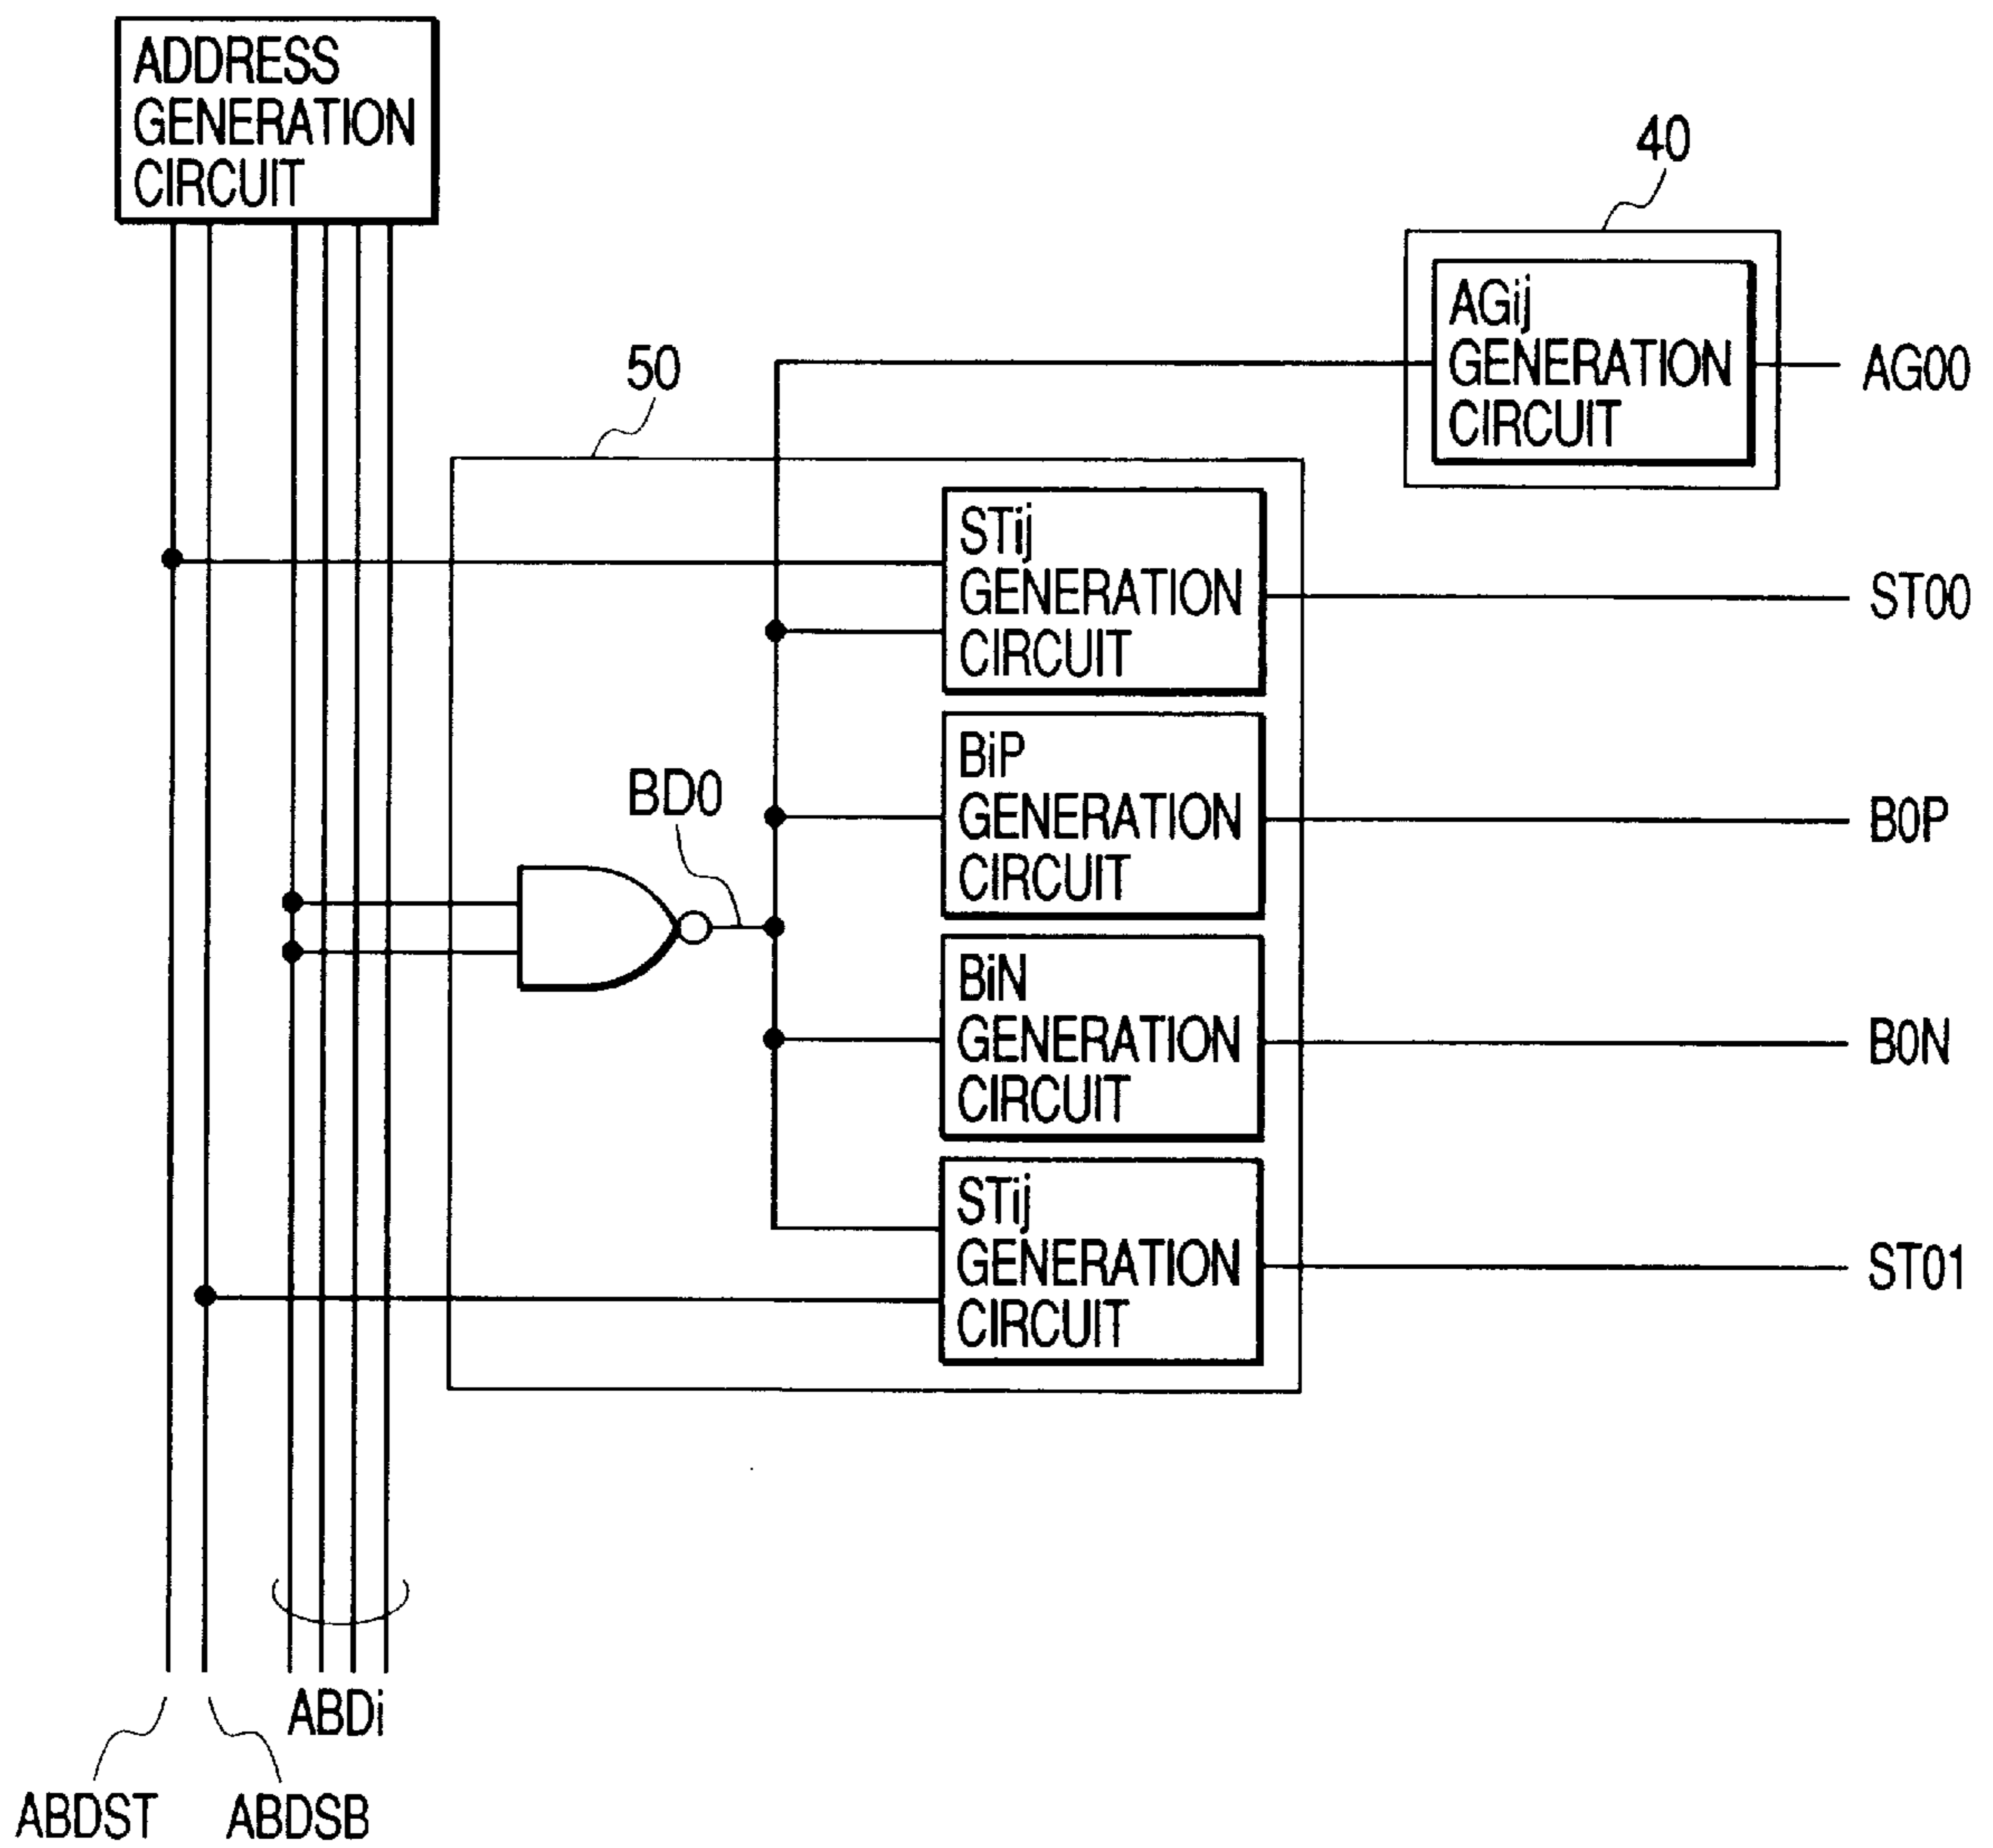 ADDRESS
GENERATION
CIRCUIT
40
AGij
GENERATION
CIRCUIT
AG00
50
STij
GENERATION
CIRCUIT
ST00
BiP
GENERATION
CIRCUIT
B0P
BD0
BiN
GENERATION
CIRCUIT
B0N
STij
GENERATION
CIRCUIT
ST01
ABDi
ABDST
ABDSB